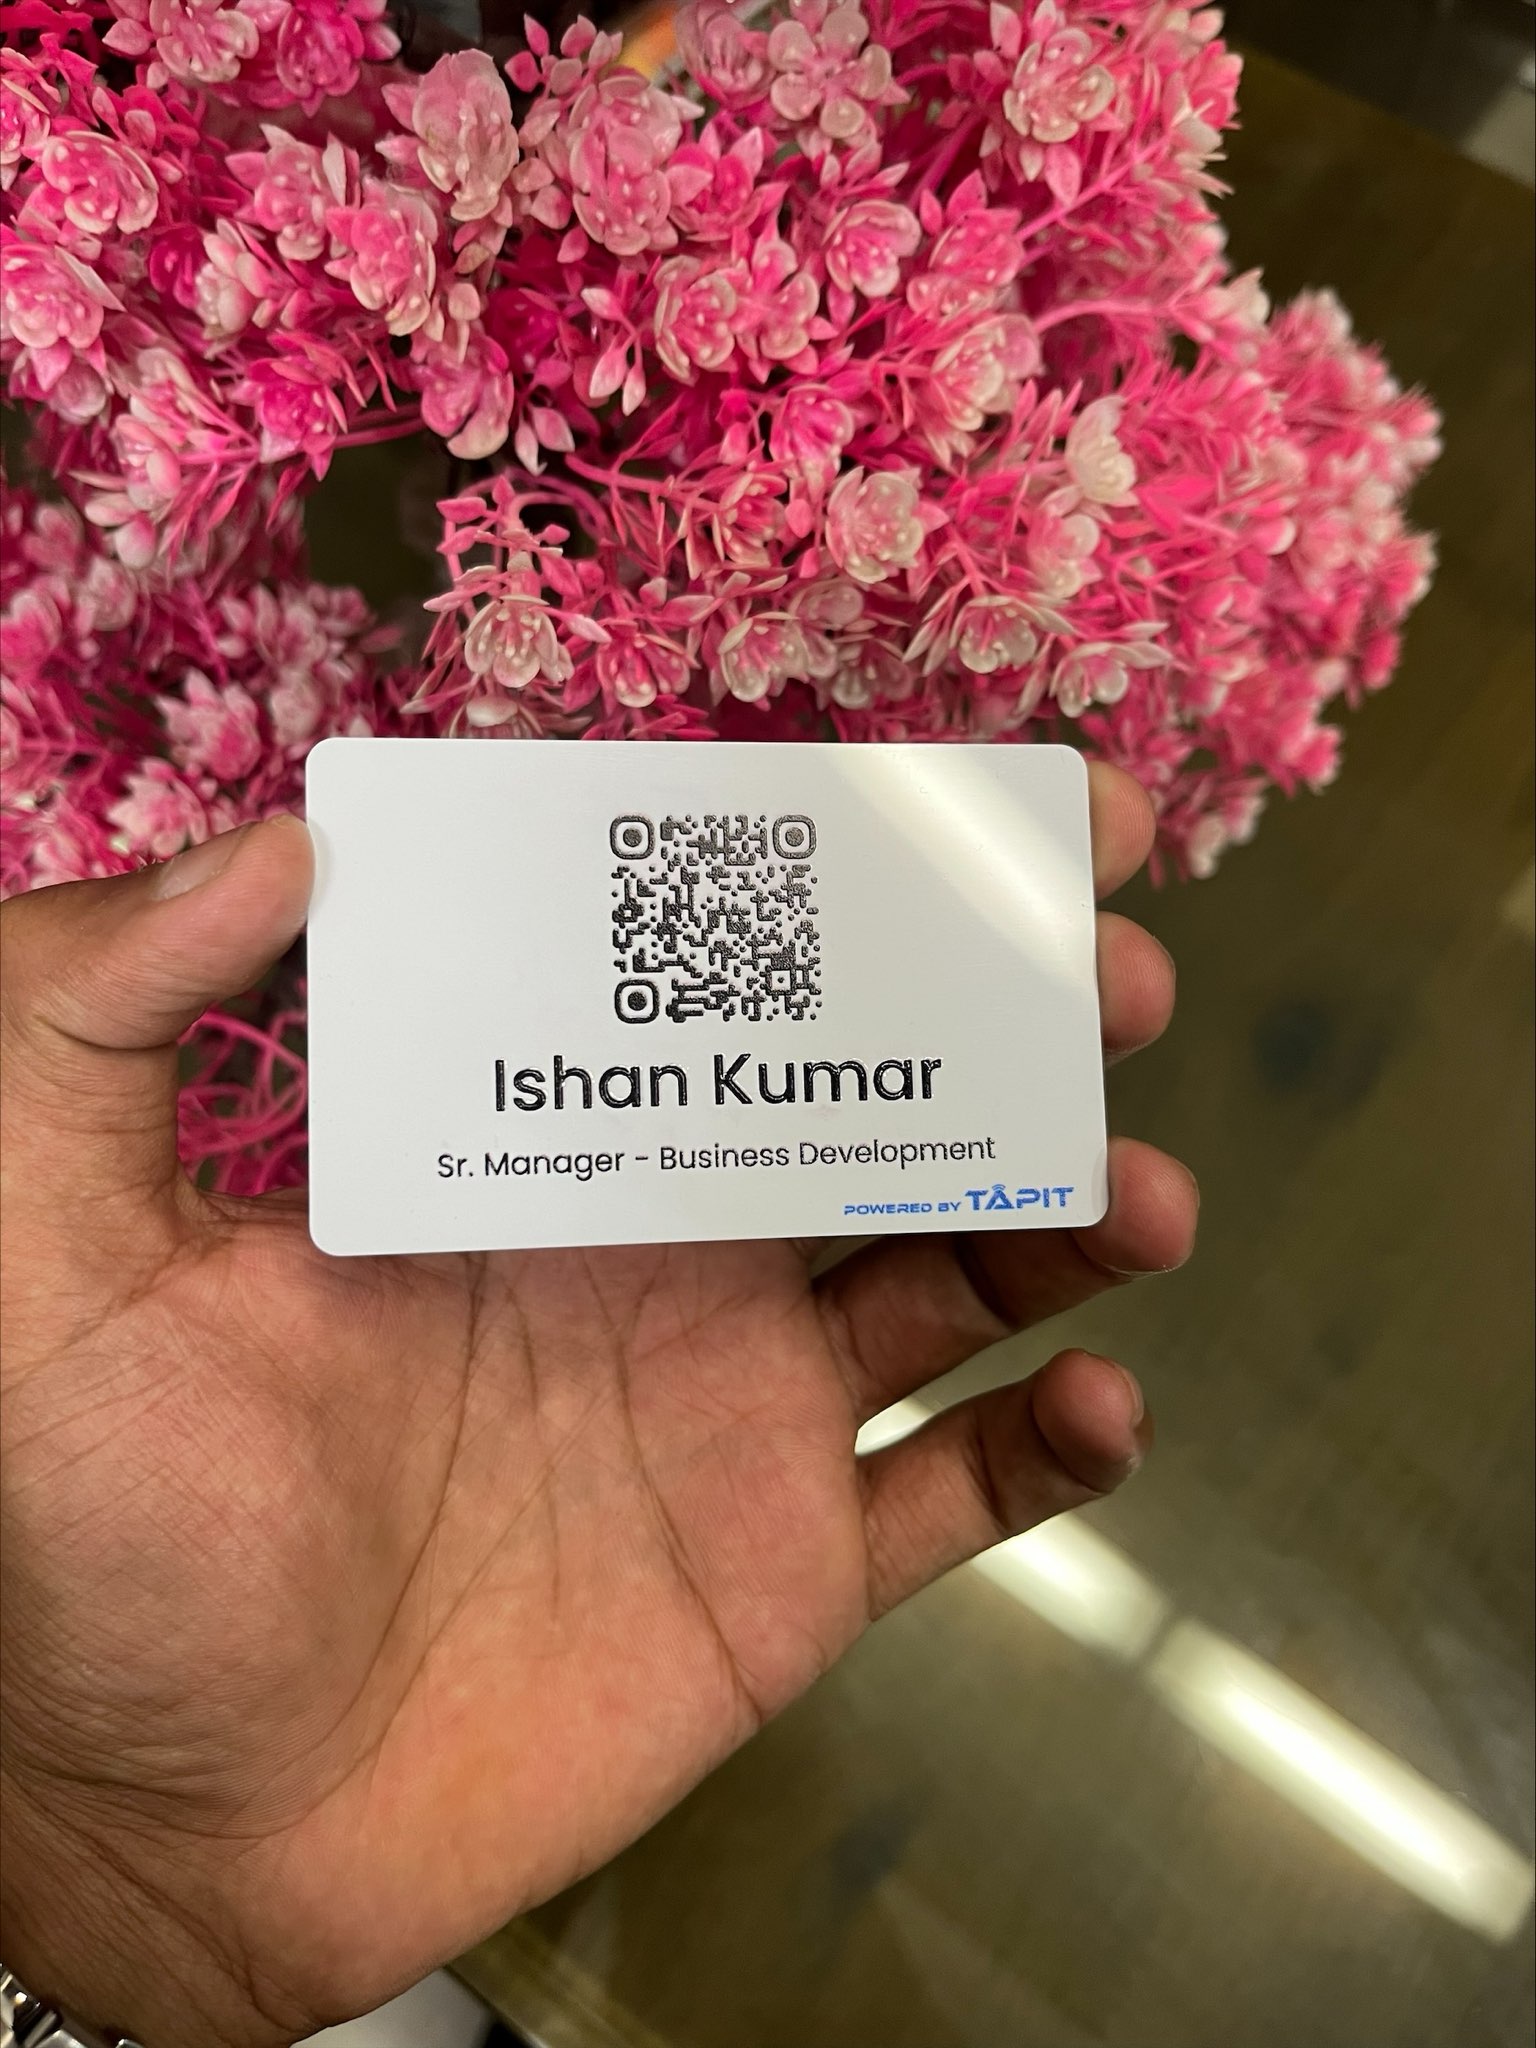 Ishan Kumar
Sr. Manager - Business Development
POWERED BY TAPIT